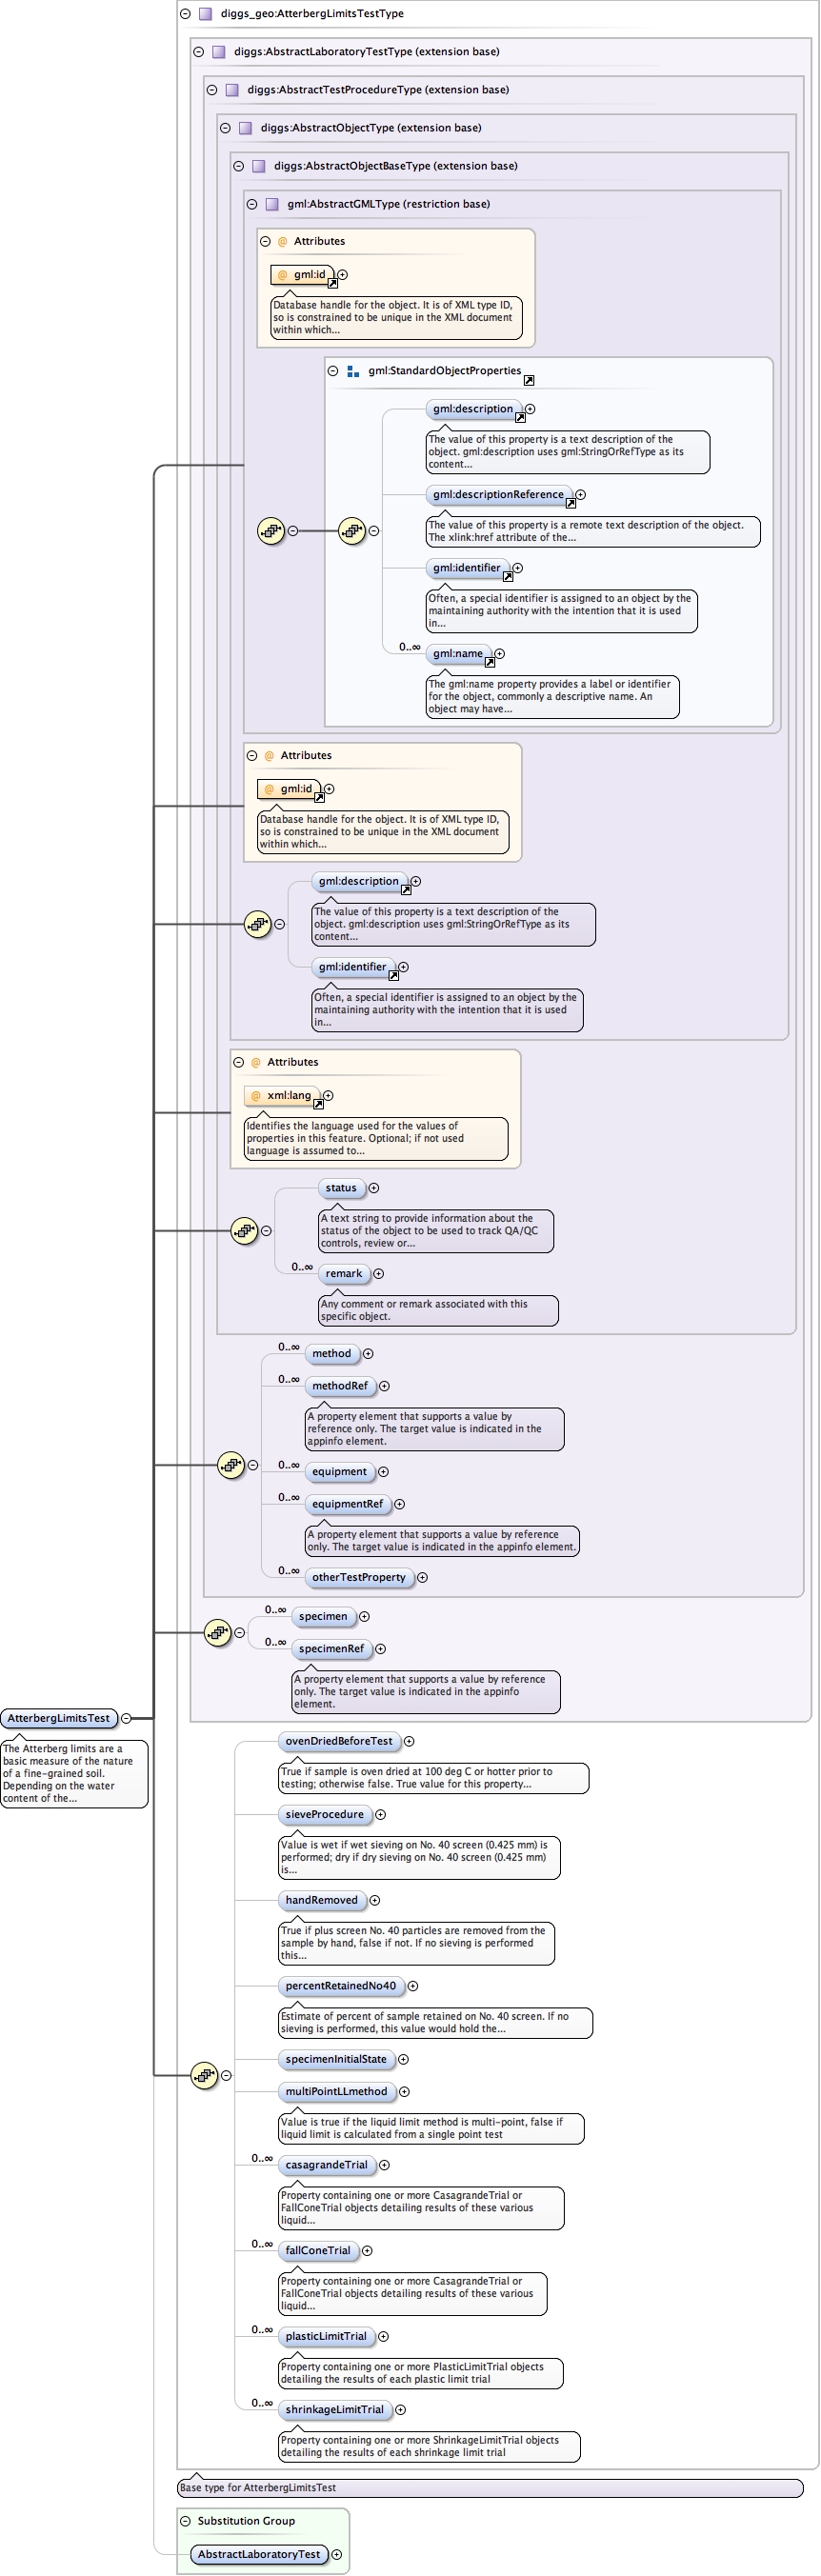 diggs_geo:AtterbergLimitsTestType
diggs:AbstractLaboratoryTestType (extension base)
diggs:AbstractTestProcedureType (extension base)
diggs:AbstractObjectType (extension base)
diggs:AbstractObjectBaseType (extension base)
gml:AbstractGMLType (restriction base)
@ Attributes
@ gml:id
Database handle for the object. It is of XML type ID,
so is constrained to be unique in the XML document
within which...
gml:StandardObjectProperties
gml:description
The value of this property is a text description of the
object. gml:description uses gml:StringOrRefType as its
content...
gml:descriptionReference
The value of this property is a remote text description of the object.
The xlink:href attribute of the...
gml:identifier
Often, a special identifier is assigned to an object by the
maintaining authority with the intention that it is used
in...
0..∞
gml:name
The gml:name property provides a label or identifier
for the object, commonly a descriptive name. An
object may have...
@ Attributes
@ gml:id
Database handle for the object. It is of XML type ID,
so is constrained to be unique in the XML document
within which...
gml:description
The value of this property is a text description of the
object. gml:description uses gml:StringOrRefType as its
content...
gml:identifier
Often, a special identifier is assigned to an object by the
maintaining authority with the intention that it is used
in...
@ Attributes
@ xml:lang
Identifies the language used for the values of
properties in this feature. Optional; if not used
language is assumed to...
status
A text string to provide information about the
status of the object to be used to track QA/QC
controls, review or...
0..∞
remark
Any comment or remark associated with this
specific object.
0..∞
method
0..∞
methodRef
A property element that supports a value by
reference only. The target value is indicated in the
appinfo element.
0..∞
equipment
0..∞
equipmentRef
A property element that supports a value by reference
only. The target value is indicated in the appinfo element.
0..∞
otherTestProperty
0..∞
specimen
0..∞
specimenRef
A property element that supports a value by reference
only. The target value is indicated in the appinfo
element.
AtterbergLimitsTest
The Atterberg limits are a
basic measure of the nature
of a fine-grained soil.
Depending on the water
content of the...
ovenDriedBeforeTest
True if sample is oven dried at 100 deg C or hotter prior to
testing; otherwise false. True value for this property...
sieveProcedure
Value is wet if wet sieving on No. 40 screen (0.425 mm) is
performed; dry if dry sieving on No. 40 screen (0.425 mm)
is...
handRemoved
True if plus screen No. 40 particles are removed from the
sample by hand, false if not. If no sieving is performed
this...
percentRetainedNo40
Estimate of percent of sample retained on No. 40 screen. If no
sieving is performed, this value would hold the...
specimenInitialState
multiPointLLmethod
Value is true if the liquid limit method is multi-point, false if
liquid limit is calculated from a single point test
0..∞
casagrandeTrial
Property containing one or more CasagrandeTrial or
FallConeTrial objects detailing results of these various
liquid...
0..∞
fallConeTrial
Property containing one or more CasagrandeTrial or
FallConeTrial objects detailing results of these various
liquid...
0..∞
plasticLimitTrial
Property containing one or more PlasticLimitTrial objects
detailing the results of each plastic limit trial
0..∞
shrinkageLimitTrial
Property containing one or more ShrinkageLimitTrial objects
detailing the results of each shrinkage limit trial
Base type for AtterbergLimitsTest
Substitution Group
AbstractLaboratoryTest